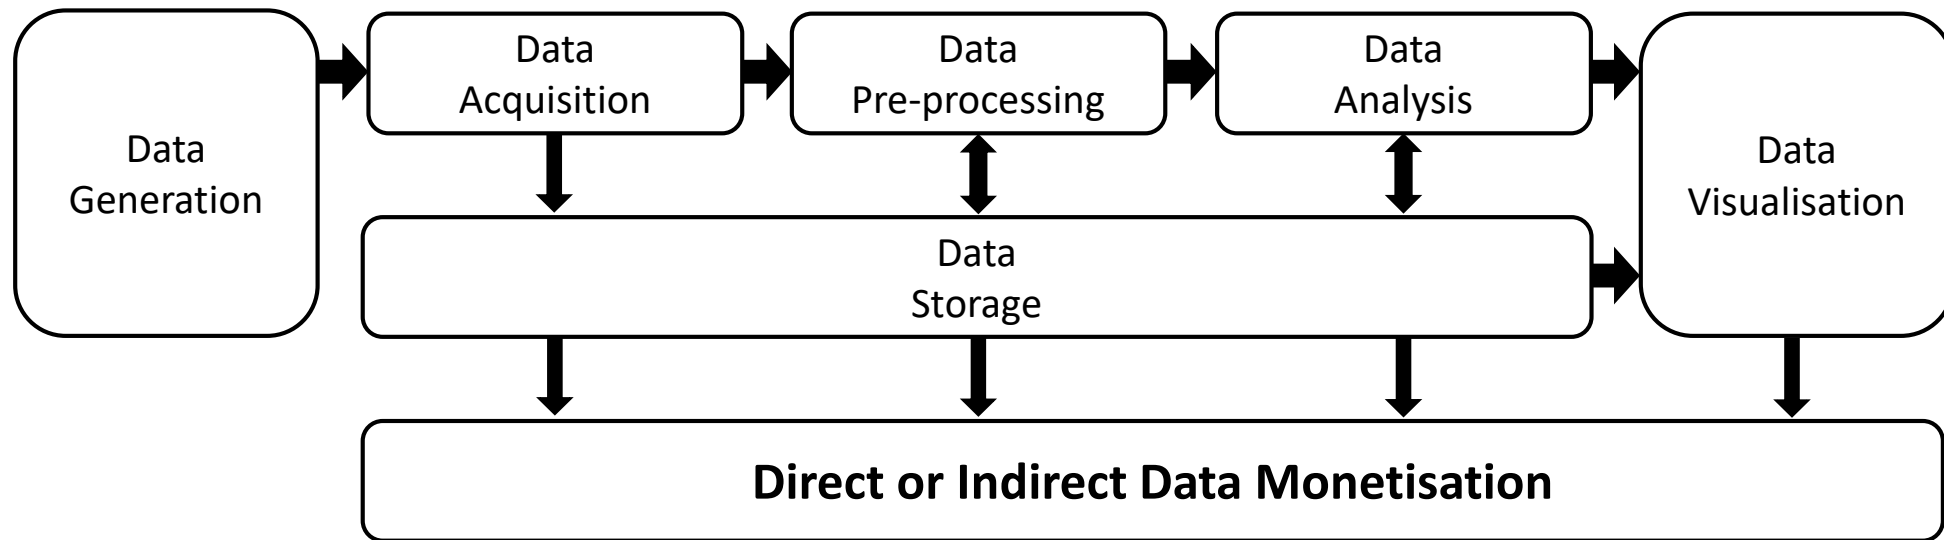 Data
Generation
Data
Acquisition
Data
Pre-processing
Data
Analysis
Data
Visualisation
Data
Storage
Direct or Indirect Data Monetisation